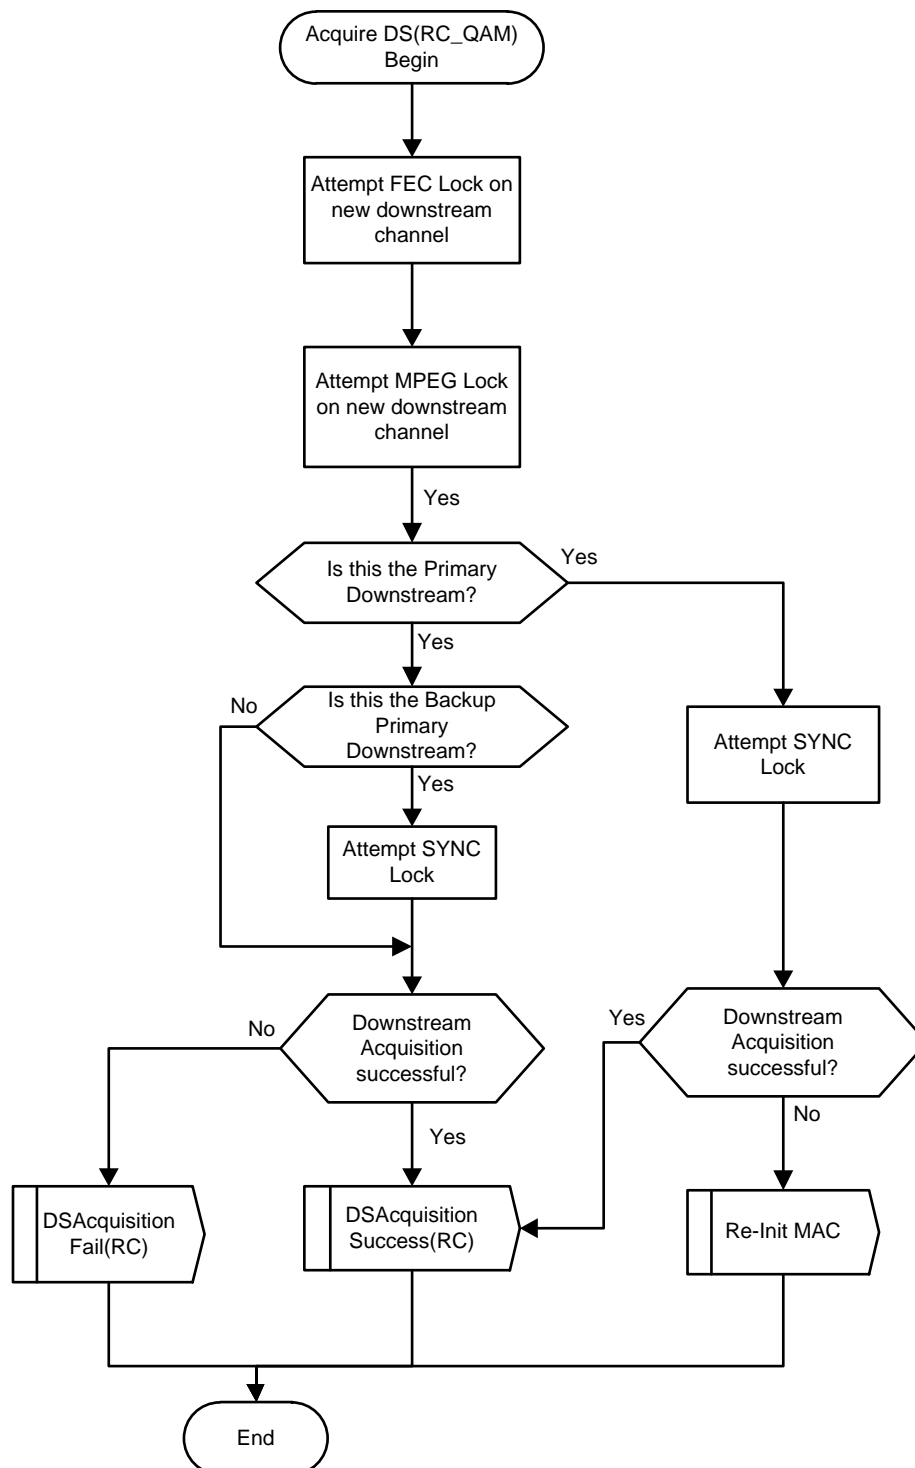 Acquire DS(RC_QAM)
Begin
Attempt FEC Lock on
new downstream
channel
Attempt MPEG Lock
on new downstream
channel
Yes
Is this the Primary
Downstream?
Yes
Yes
Is this the Backup
Primary
Downstream?
No
Yes
Attempt SYNC
Lock
Attempt SYNC
Lock
Downstream
Acquisition
successful?
No
Yes
Downstream
Acquisition
successful?
Yes
No
DSAcquisition
Fail(RC)
DSAcquisition
Success(RC)
Re-Init MAC
End